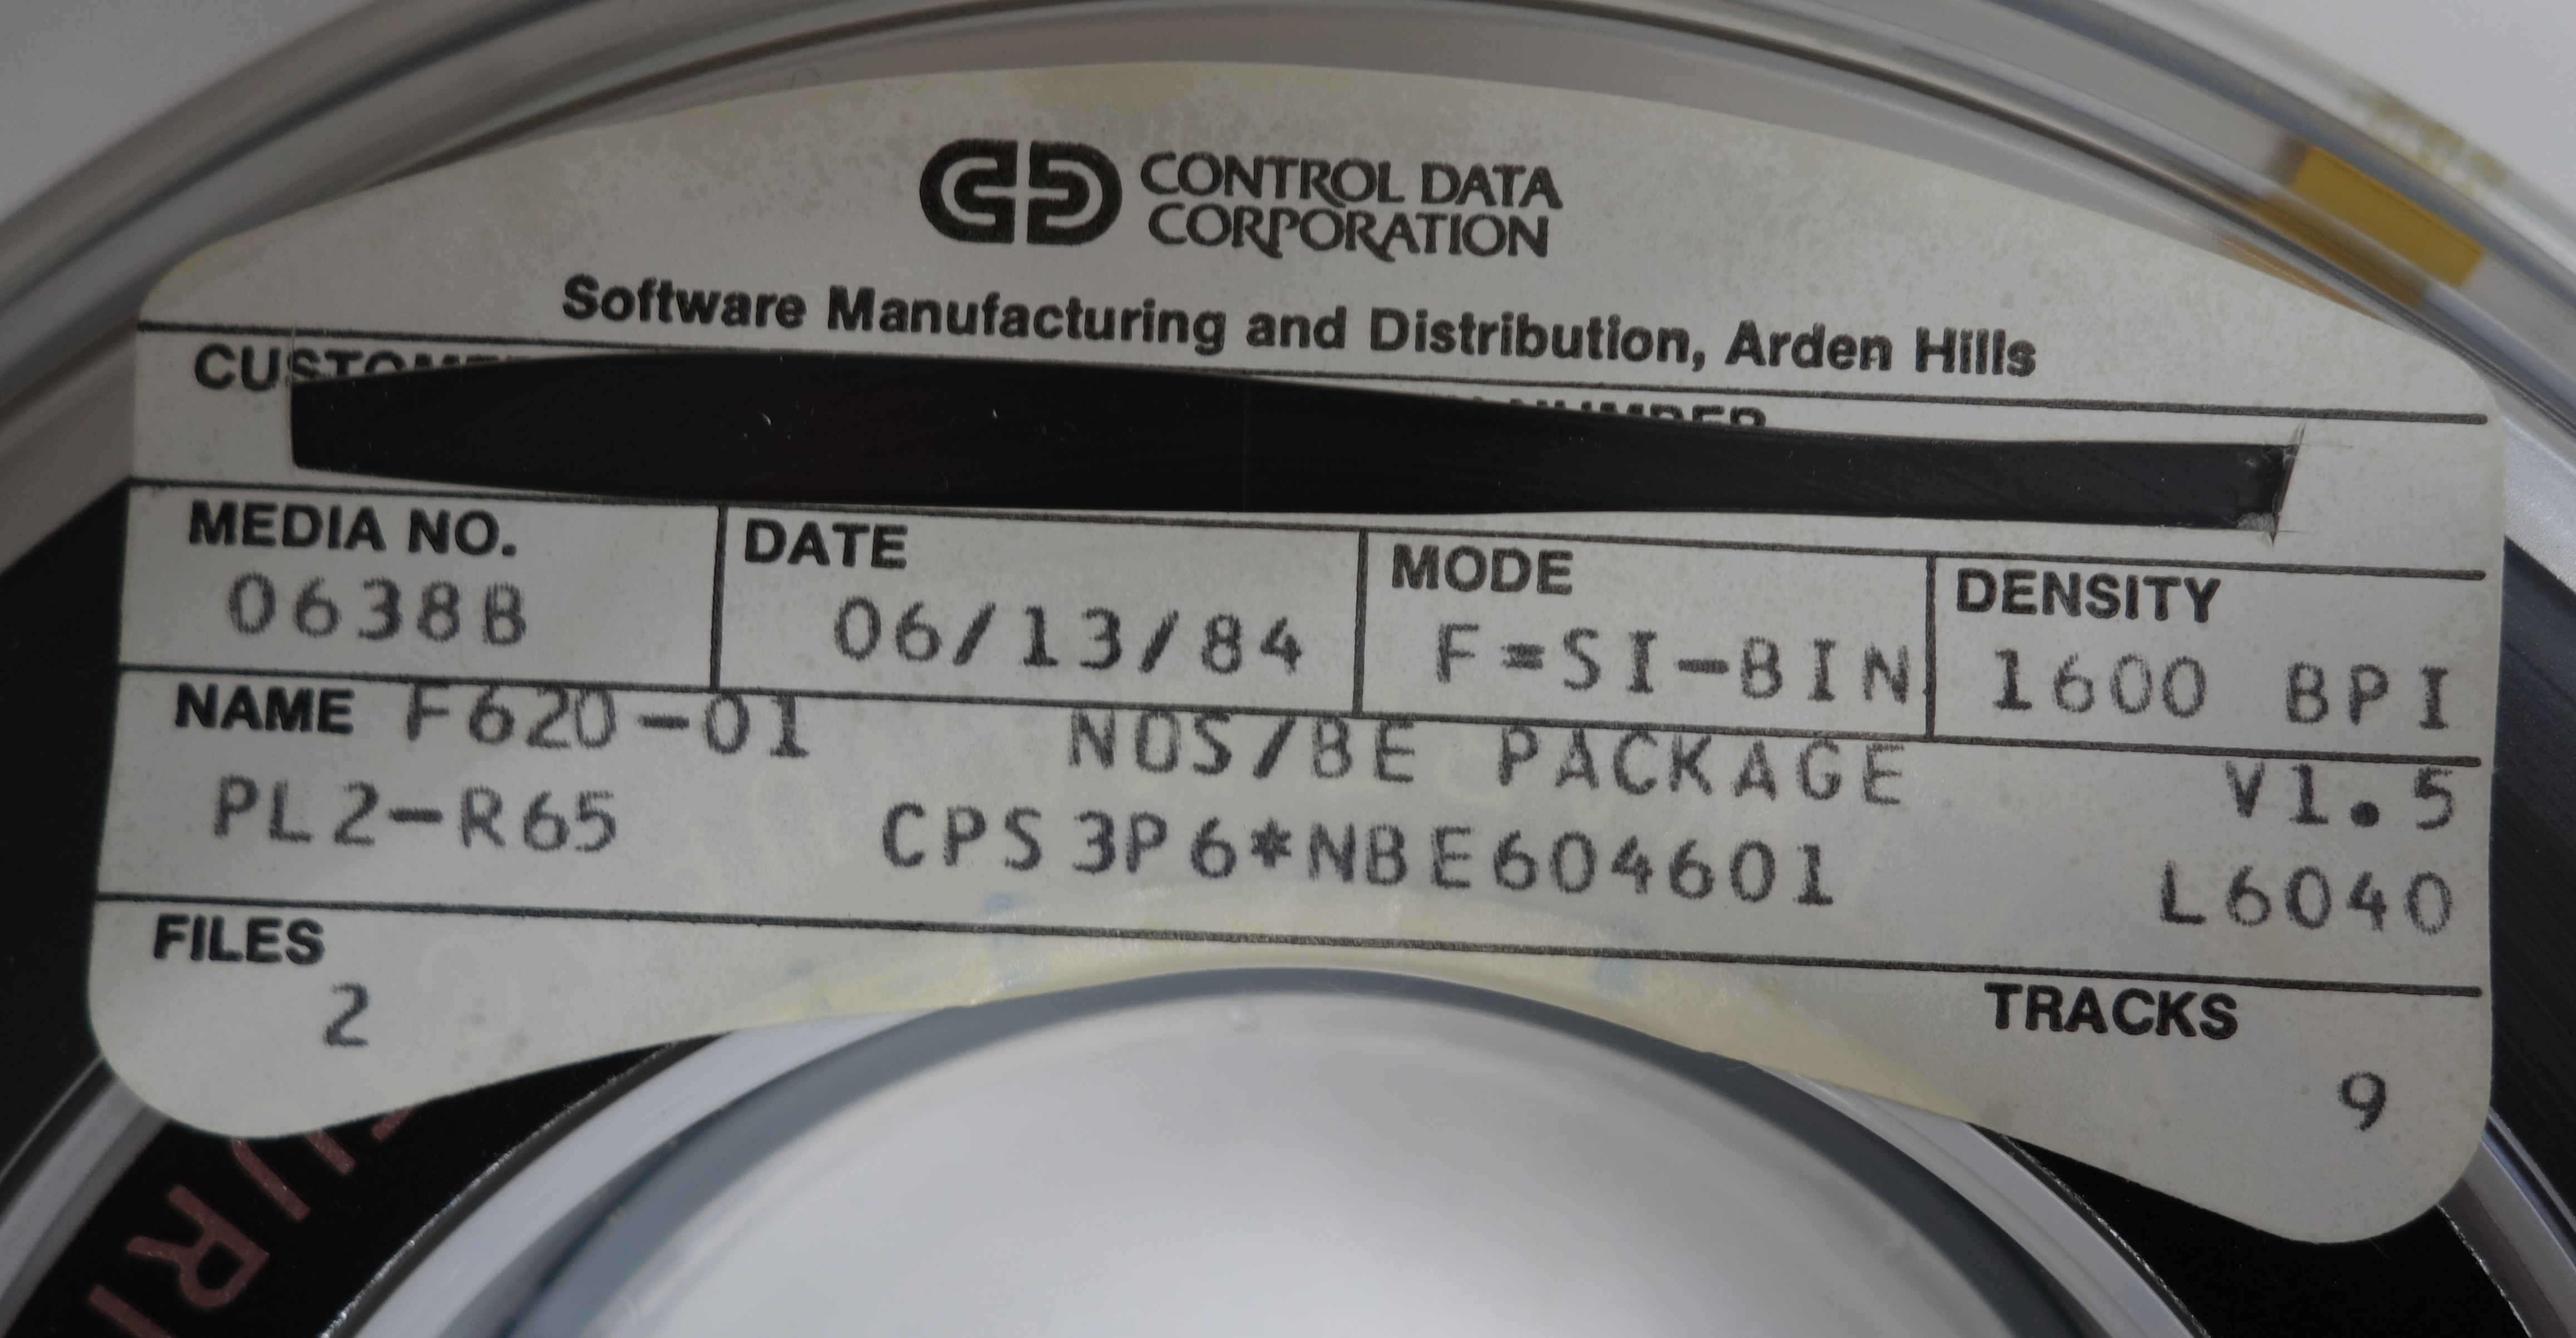 CONTROL DATA
CORPORATION
Software Manufacturing and Distribution, Arden Hills
MEDIA NO. DATE MODE DENSITY
0638B 06/13/84 F=SI-BIN 1600 BPI
NAME F620-01 NOS/BE PACKAGE V1.5
PL2-R65 CPS3P6*NBE604601 L6040
FILES TRACKS
2 9